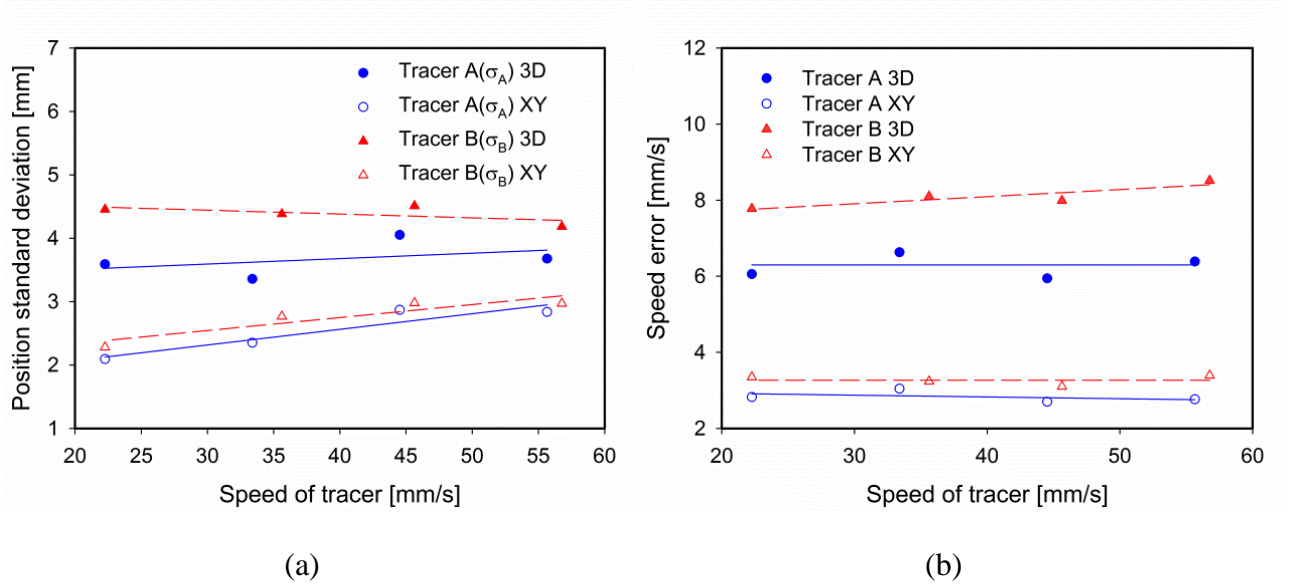 Position standard deviation [mm]
7
6
5
4
3
2
1
20 25 30 35 40 45 50 55 60
Speed of tracer [mm/s]
Tracer A(σA) 3D
Tracer A(σA) XY
Tracer B(σB) 3D
Tracer B(σB) XY
(a)
Speed error [mm/s]
12
10
8
6
4
2
20 30 40 50 60
Speed of tracer [mm/s]
Tracer A 3D
Tracer A XY
Tracer B 3D
Tracer B XY
(b)